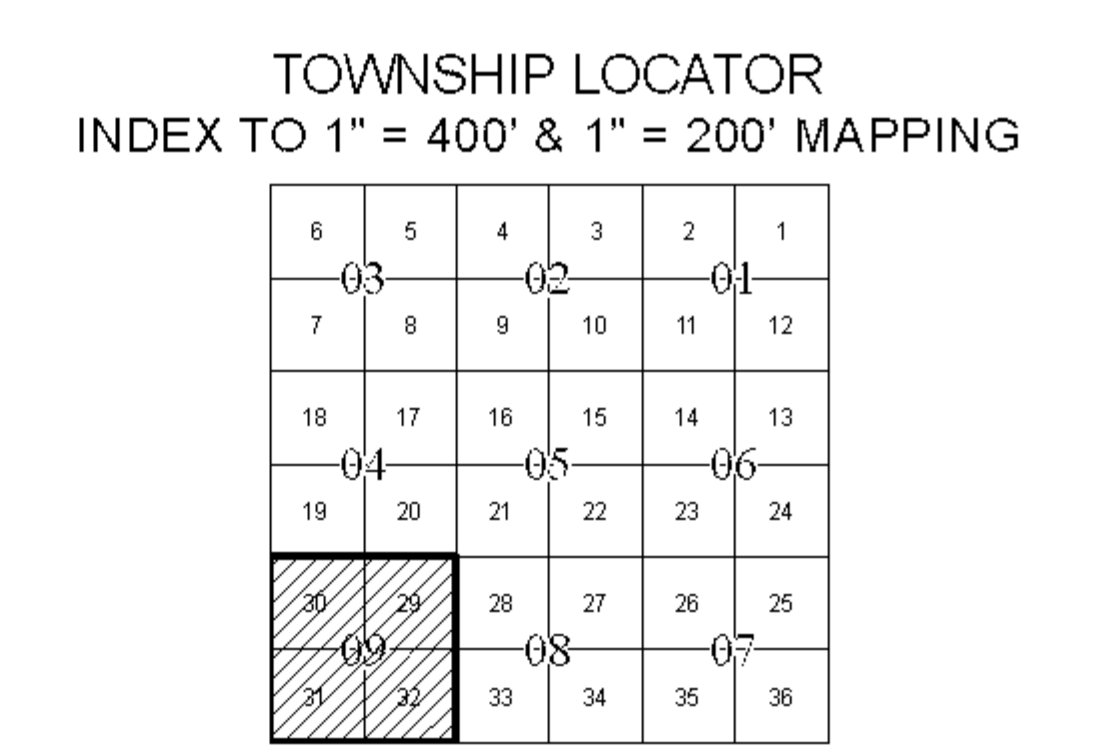 TOWNSHIP LOCATOR
INDEX TO 1" = 400' & 1" = 200' MAPPING
6 5 4 3 2 1
03 02 01
7 8 9 10 11 12
18 17 16 15 14 13
04 05 06
19 20 21 22 23 24
30 29 28 27 26 25
09 08 07
31 32 33 34 35 36